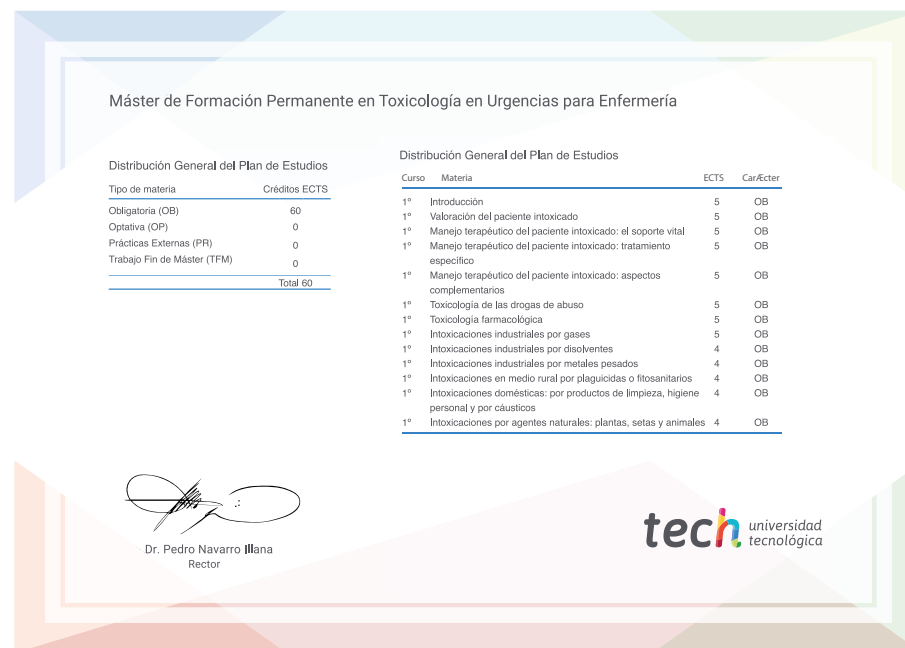 Máster de Formación Permanente en Toxicología en Urgencias para Enfermería
Distribución General del Plan de Estudios
Tipo de materia Créditos ECTS
Obligatoria (OB) 60
Optativa (OP) 0
Prácticas Externas (PR) 0
Trabajo Fin de Máster (TFM) 0
Total 60
Distribución General del Plan de Estudios
Curso Materia ECTS CarÆcter
1º Introducción 5 OB
1º Valoración del paciente intoxicado 5 OB
1º Manejo terapéutico del paciente intoxicado: el soporte vital 5 OB
1º Manejo terapéutico del paciente intoxicado: tratamiento 5 OB
específico
1º Manejo terapéutico del paciente intoxicado: aspectos 5 OB
complementarios
1º Toxicología de las drogas de abuso 5 OB
1º Toxicología farmacológica 5 OB
1º Intoxicaciones industriales por gases 5 OB
1º Intoxicaciones industriales por disolventes 4 OB
1º Intoxicaciones industriales por metales pesados 4 OB
1º Intoxicaciones en medio rural por plaguicidas o fitosanitarios 4 OB
1º Intoxicaciones domésticas: por productos de limpieza, higiene 4 OB
personal y por cáusticos
1º Intoxicaciones por agentes naturales: plantas, setas y animales 4 OB
Dr. Pedro Navarro Illana
Rector
tech universidad
tecnológica